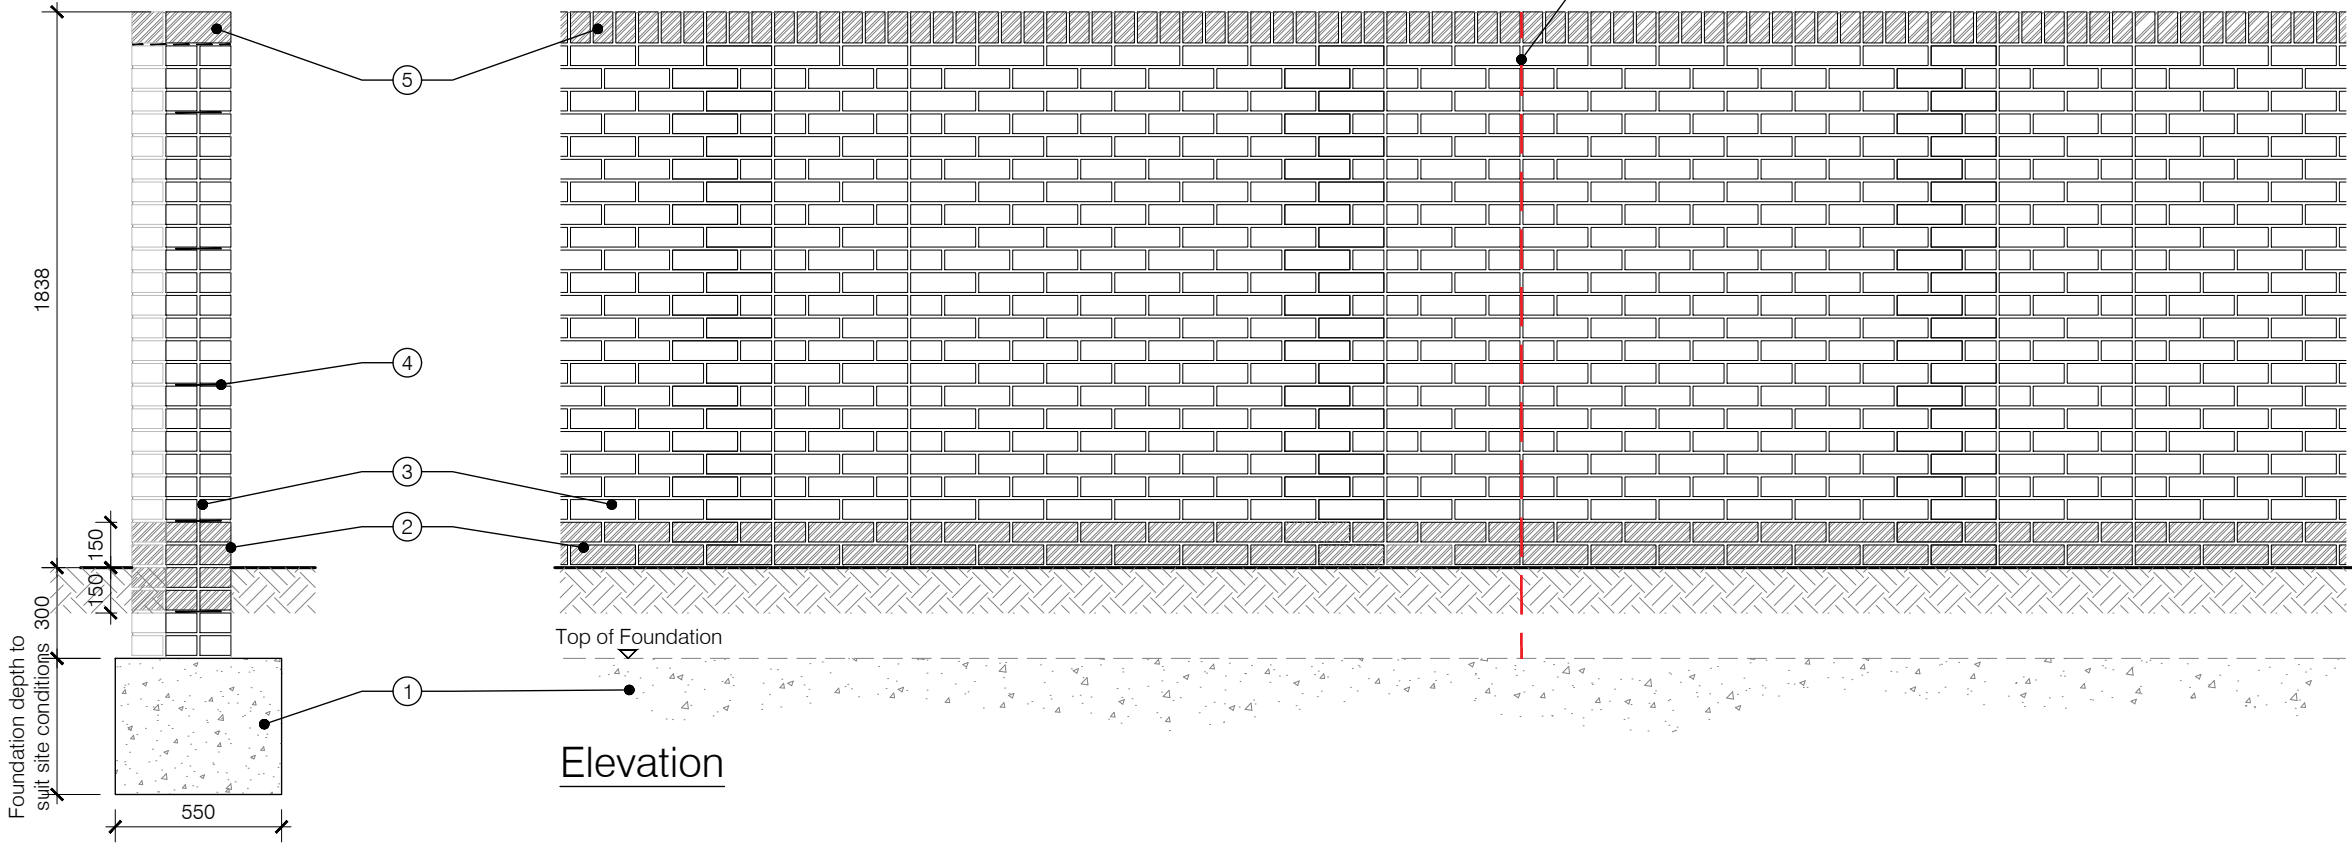 5
1838
4
3
2
150
150
300
Foundation depth to
suit site conditions
Top of Foundation
1
Elevation
550